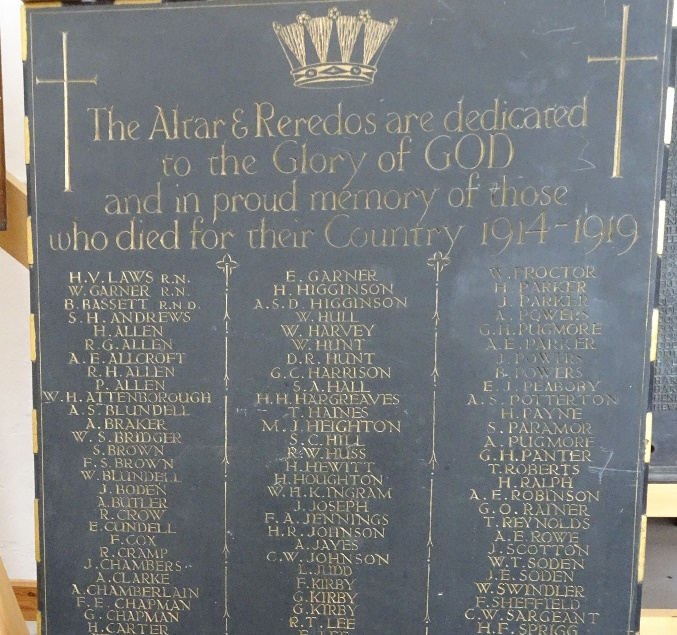 The Altar & Reredos are dedicated
to the Glory of GOD
and in proud memory of those
who died for their Country 1914-1919
H. V. LAWS R.N.
W. GARNER R.N.
B. BASSETT R.N.D.
S. H. ANDREWS
H. ALLEN
R. G. ALLEN
A. E. ALLCROFT
R. H. ALLEN
P. ALLEN
W. H. ATTENBOROUGH
A. S. BLUNDELL
A. BRAKER
W. S. BRIDGER
S. BROWN
F. S. BROWN
W. BLUNDELL
J. BODEN
A. BUTLER
R. CROW
E. CUNDELL
F. COX
R. CRAMP
J. CHAMBERS
A. CLARKE
A. CHAMBERLAIN
F. E. CHAPMAN
G. CHAPMAN
H. CARTER
E. GARNER
H. HIGGINSON
A. S. D. HIGGINSON
W. HULL
W. HARVEY
W. HUNT
D. R. HUNT
G. C. HARRISON
S. A. HALL
H. H. HARGREAVES
T. HAINES
M. J. HEIGHTON
S. C. HILL
R. W. HUSS
H. HEWITT
H. HOUGHTON
W. H. K. INGRAM
J. JOSEPH
F. A. JENNINGS
H. R. JOHNSON
A. JAYES
C. W. JOHNSON
L. JUDD
F. KIRBY
G. KIRBY
G. KIRBY
R. T. LEE
LEE
W. PROCTOR
H. PARKER
J. PARKER
A. POWERS
G. H. PUGMORE
A. E. PARKER
J. POWERS
B. POWERS
E. J. PEABODY
A. S. POTTERTON
H. PAYNE
S. PARAMOR
A. PUGMORE
G. H. PANTER
T. ROBERTS
H. RALPH
A. E. ROBINSON
G. O. RAINER
T. REYNOLDS
A. E. ROWE
J. SCOTTON
W. T. SODEN
J. E. SODEN
W. SWINDLER
F. SHEFFIELD
C. W. SARGEANT
H. F. SPRIGG